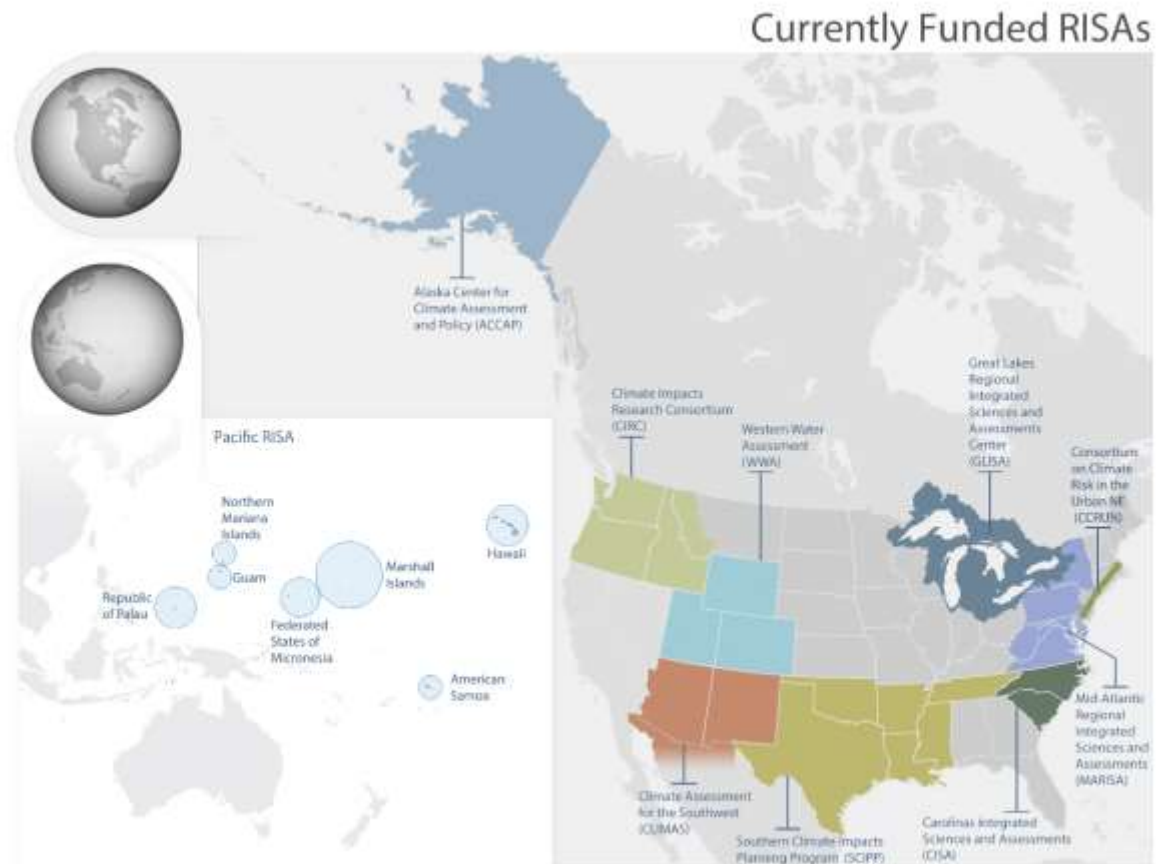 Currently Funded RISAs
Alaska Center for
Climate Assessment
and Policy (ACCAP)
Pacific RISA
Northern
Mariana
Islands
Guam
Republic
of Palau
Federated
States of
Micronesia
Marshall
Islands
Hawaii
American
Samoa
Climate Impacts
Research Consortium
(CIRC)
Western Water
Assessment
(WWA)
Great Lakes
Regional
Integrated
Sciences and
Assessments
Center
(GLISA)
Consortium
on Climate
Risk in the
Urban NE
(CCRUN)
Mid-Atlantic
Regional
Integrated
Sciences and
Assessments
(MARISA)
Climate Assessment
for the Southwest
(CLIMAS)
Southern Climate Impacts
Planning Program (SCIPP)
Carolinas Integrated
Sciences and Assessments
(CISA)